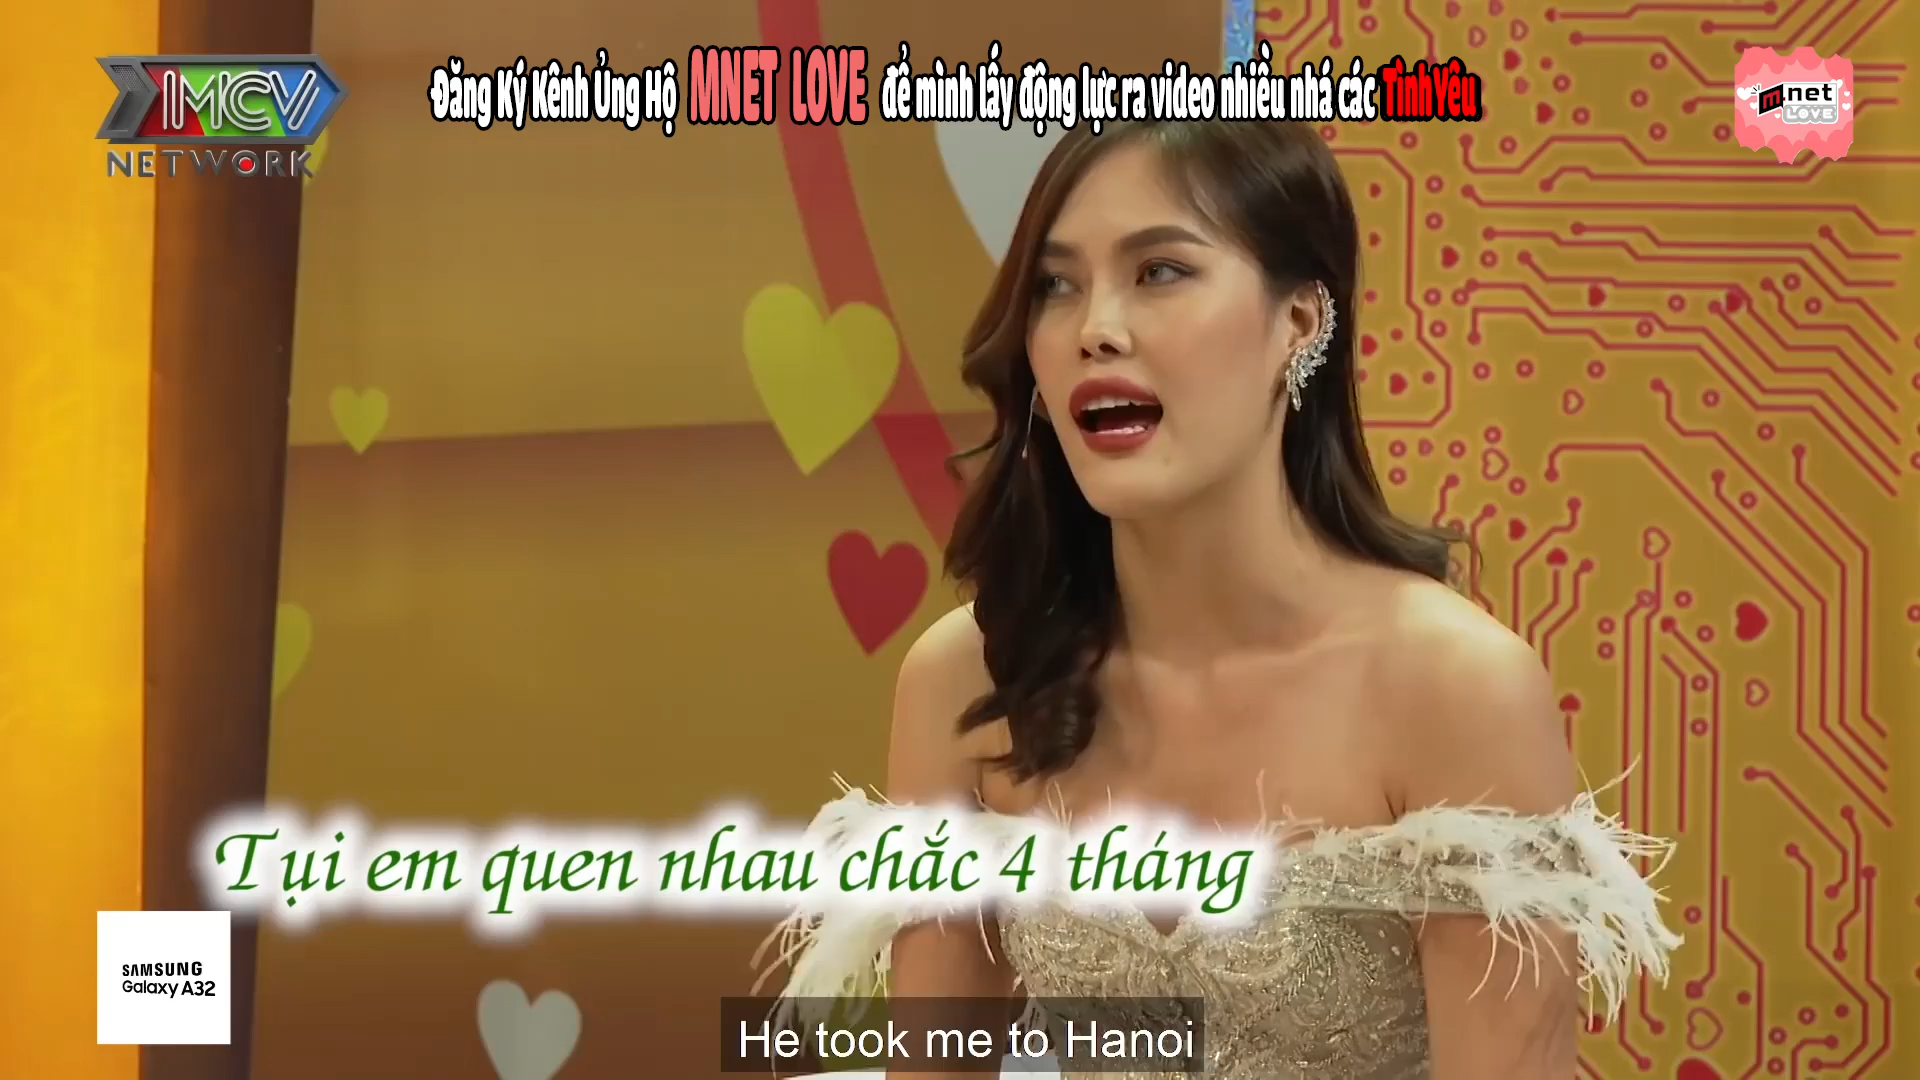 Đăng Ký Kênh Ủng Hộ MNET LOVE để mình lấy động lực ra video nhiều nhá các Tình Yêu
MCV
NETWORK
m.net
LOVE
Tụi em quen nhau chắc 4 tháng
SAMSUNG
Galaxy A32
He took me to Hanoi